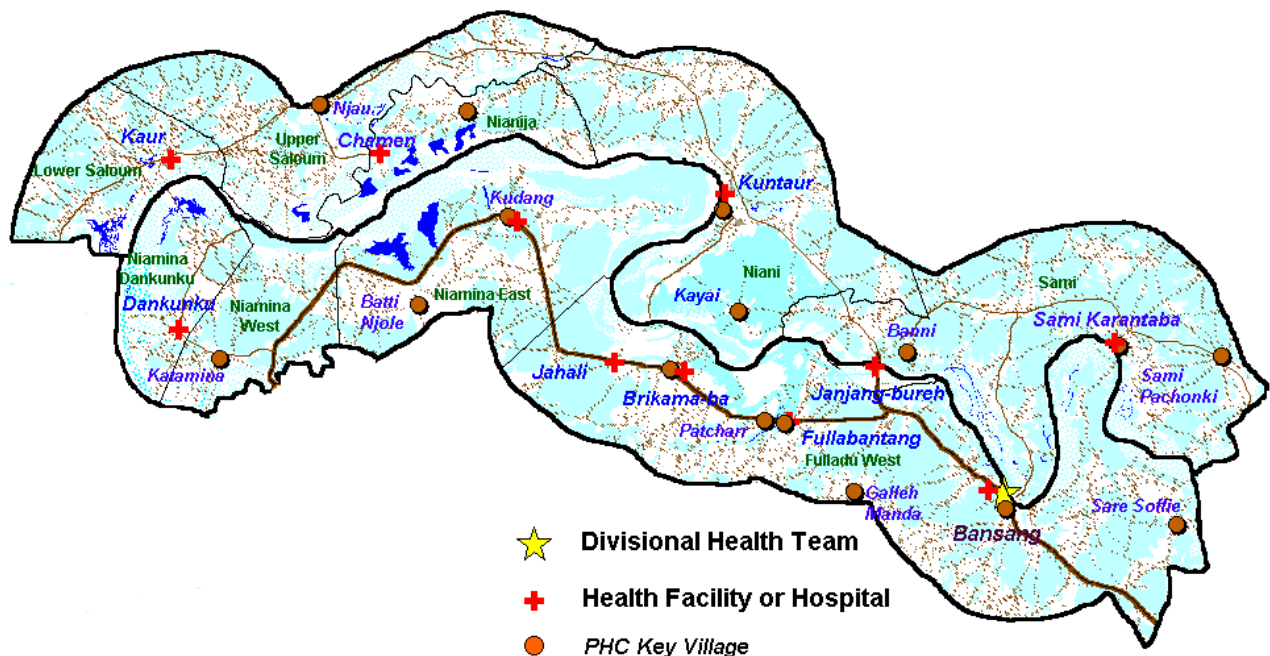 Njau
Nianija
Kaur
Upper
Saloum
Chamen
Lower Saloum
Kuntaur
Kudang
Niamina
Dankunku
Niani
Sami
Dankunku
Niamina
West
Batti
Njole
Niamina East
Kayai
Sami Karantaba
Banni
Katamina
Jahali
Brikama-ba
Janjang-bureh
Sami
Pachonki
Patcharr
Fullabantang
Fulladu West
Galleh
Manda
Sare Soffie
Bansang
Divisional Health Team
Health Facility or Hospital
PHC Key Village